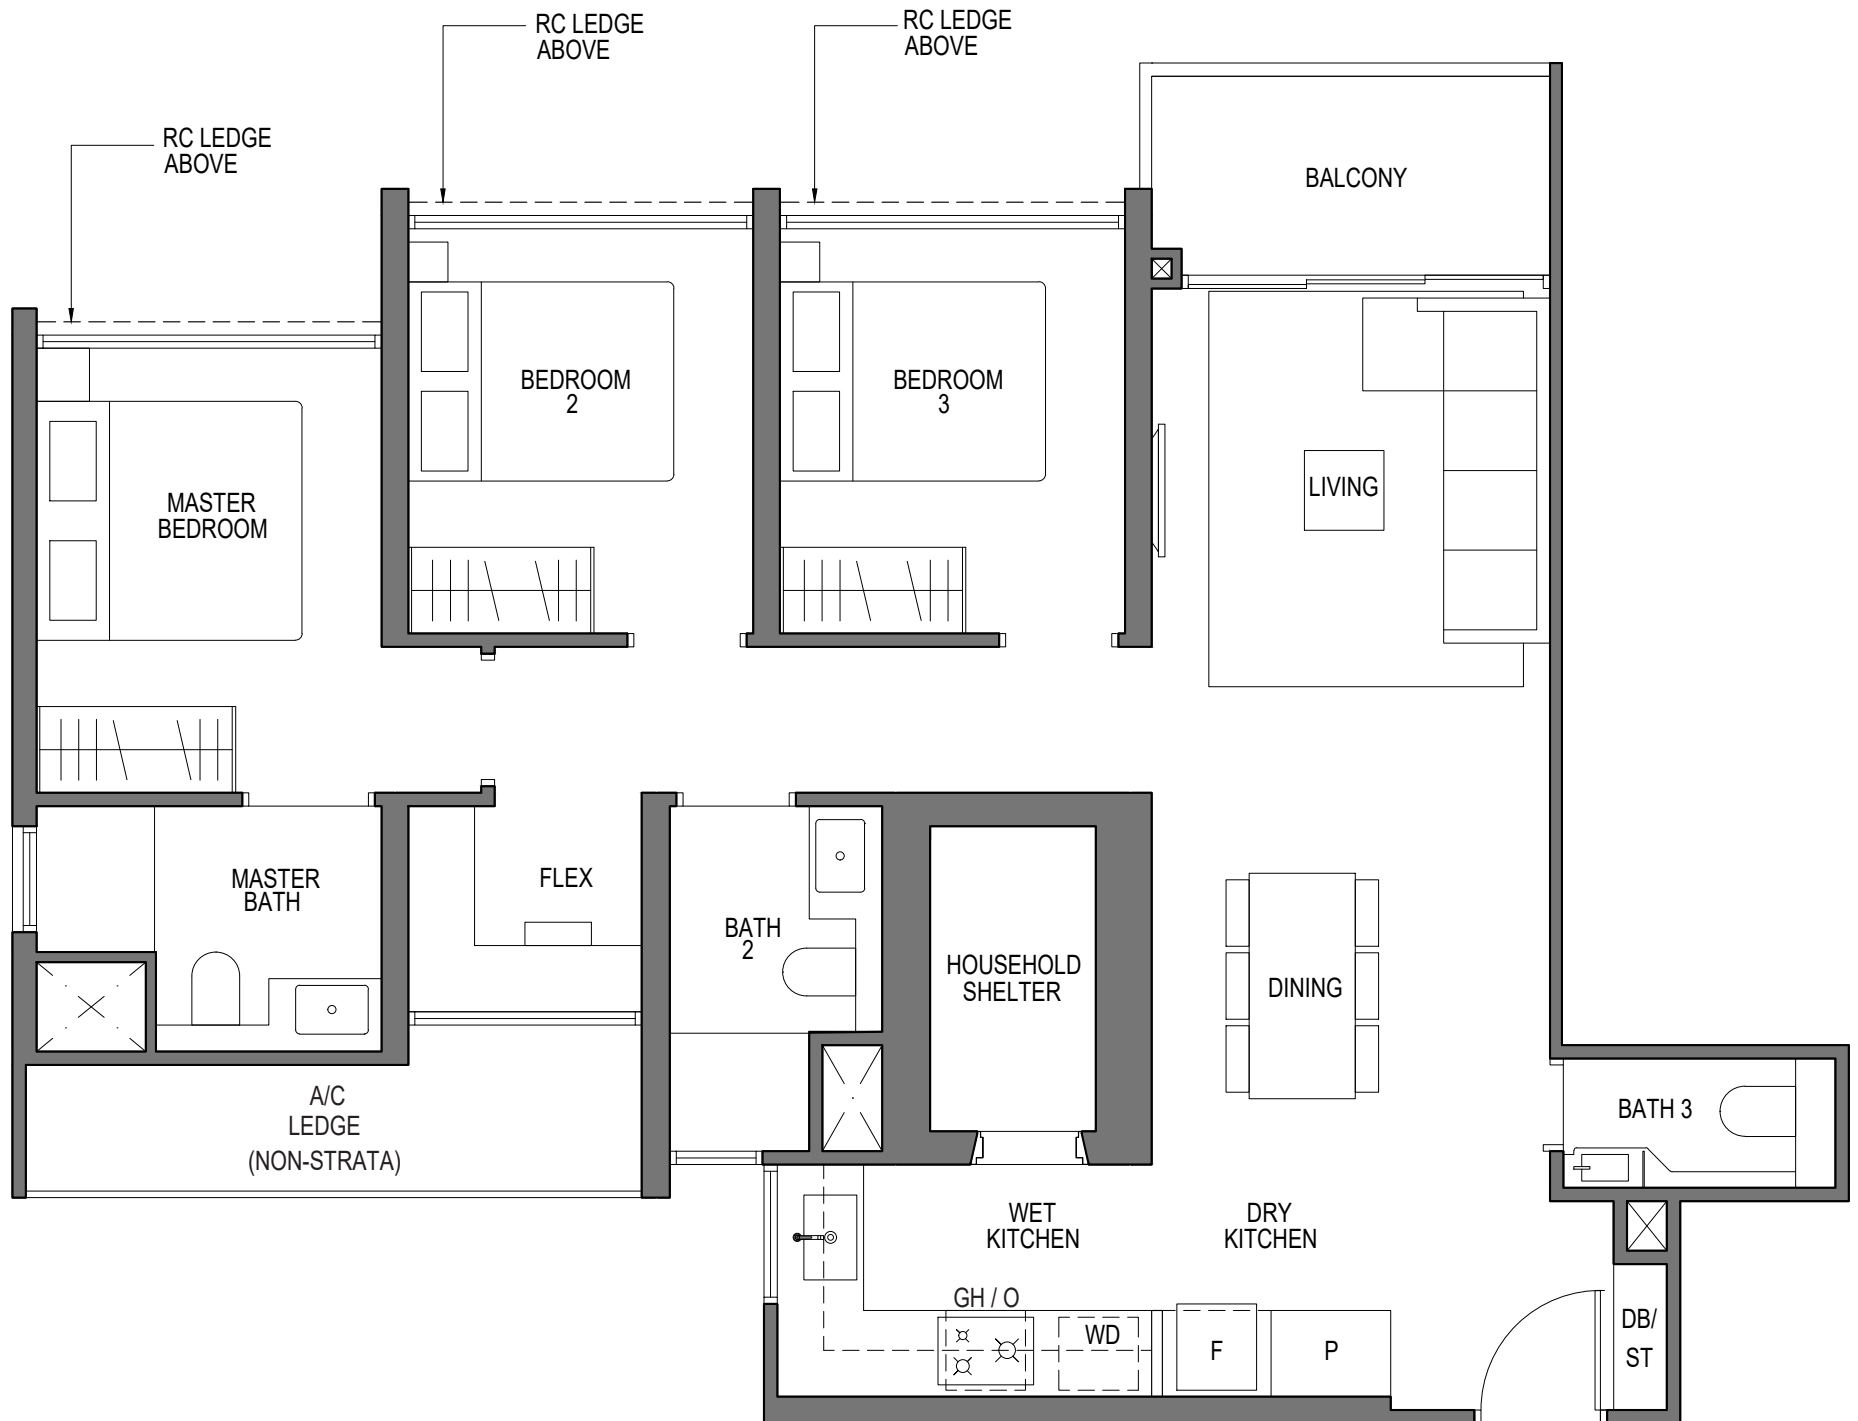 RC LEDGE
ABOVE
RC LEDGE
ABOVE
RC LEDGE
ABOVE
BALCONY
BEDROOM
2
BEDROOM
3
MASTER
BEDROOM
LIVING
MASTER
BATH
FLEX
BATH
2
HOUSEHOLD
SHELTER
DINING
A/C
LEDGE
(NON-STRATA)
BATH 3
WET
KITCHEN
DRY
KITCHEN
GH / O
WD
F
P
DB/
ST